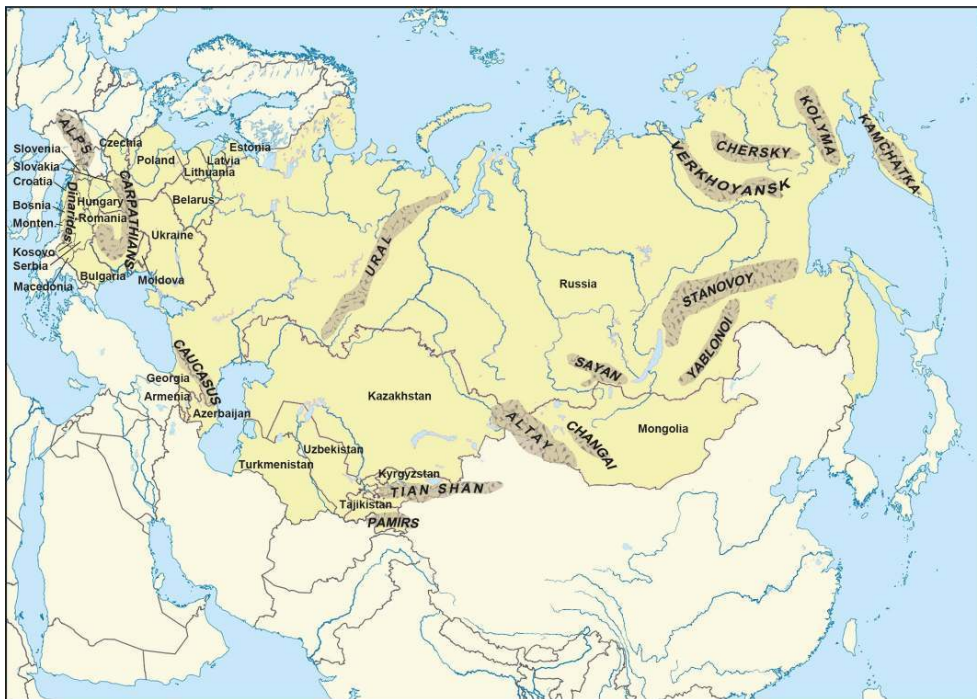 ALPS
Czechia
Slovenia
Poland
Estonia
Latvia
Lithuania
Slovakia
Croatia
Belarus
Bosnia
Dinarides
Hungary
CARPATHIANS
Monten.
Romania
Ukraine
Kosovo
Serbia
Bulgaria
Moldova
Macedonia
URAL
Russia
VERKHOYANSK
CHERSKY
KOLYMA
KAMCHATKA
STANOVOY
YABLONOI
SAYAN
CAUCASUS
Georgia
Armenia
Azerbaijan
Kazakhstan
ALTAY
CHANGAI
Mongolia
Uzbekistan
Turkmenistan
Kyrgyzstan
TIAN SHAN
Tajikistan
PAMIRS